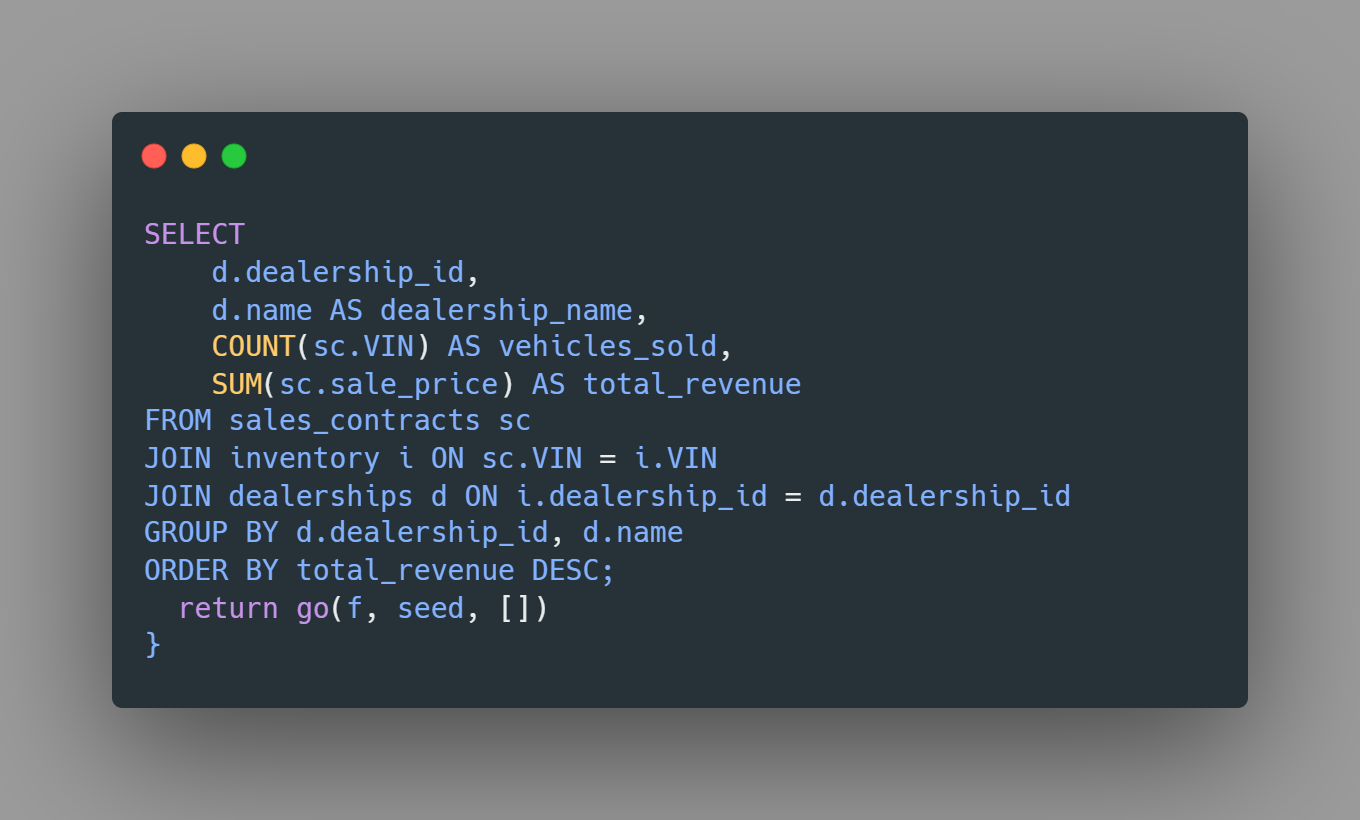 SELECT
    d.dealership_id,
    d.name AS dealership_name,
    COUNT(sc.VIN) AS vehicles_sold,
    SUM(sc.sale_price) AS total_revenue
FROM sales_contracts sc
JOIN inventory i ON sc.VIN = i.VIN
JOIN dealerships d ON i.dealership_id = d.dealership_id
GROUP BY d.dealership_id, d.name
ORDER BY total_revenue DESC;
  return go(f, seed, [])
}